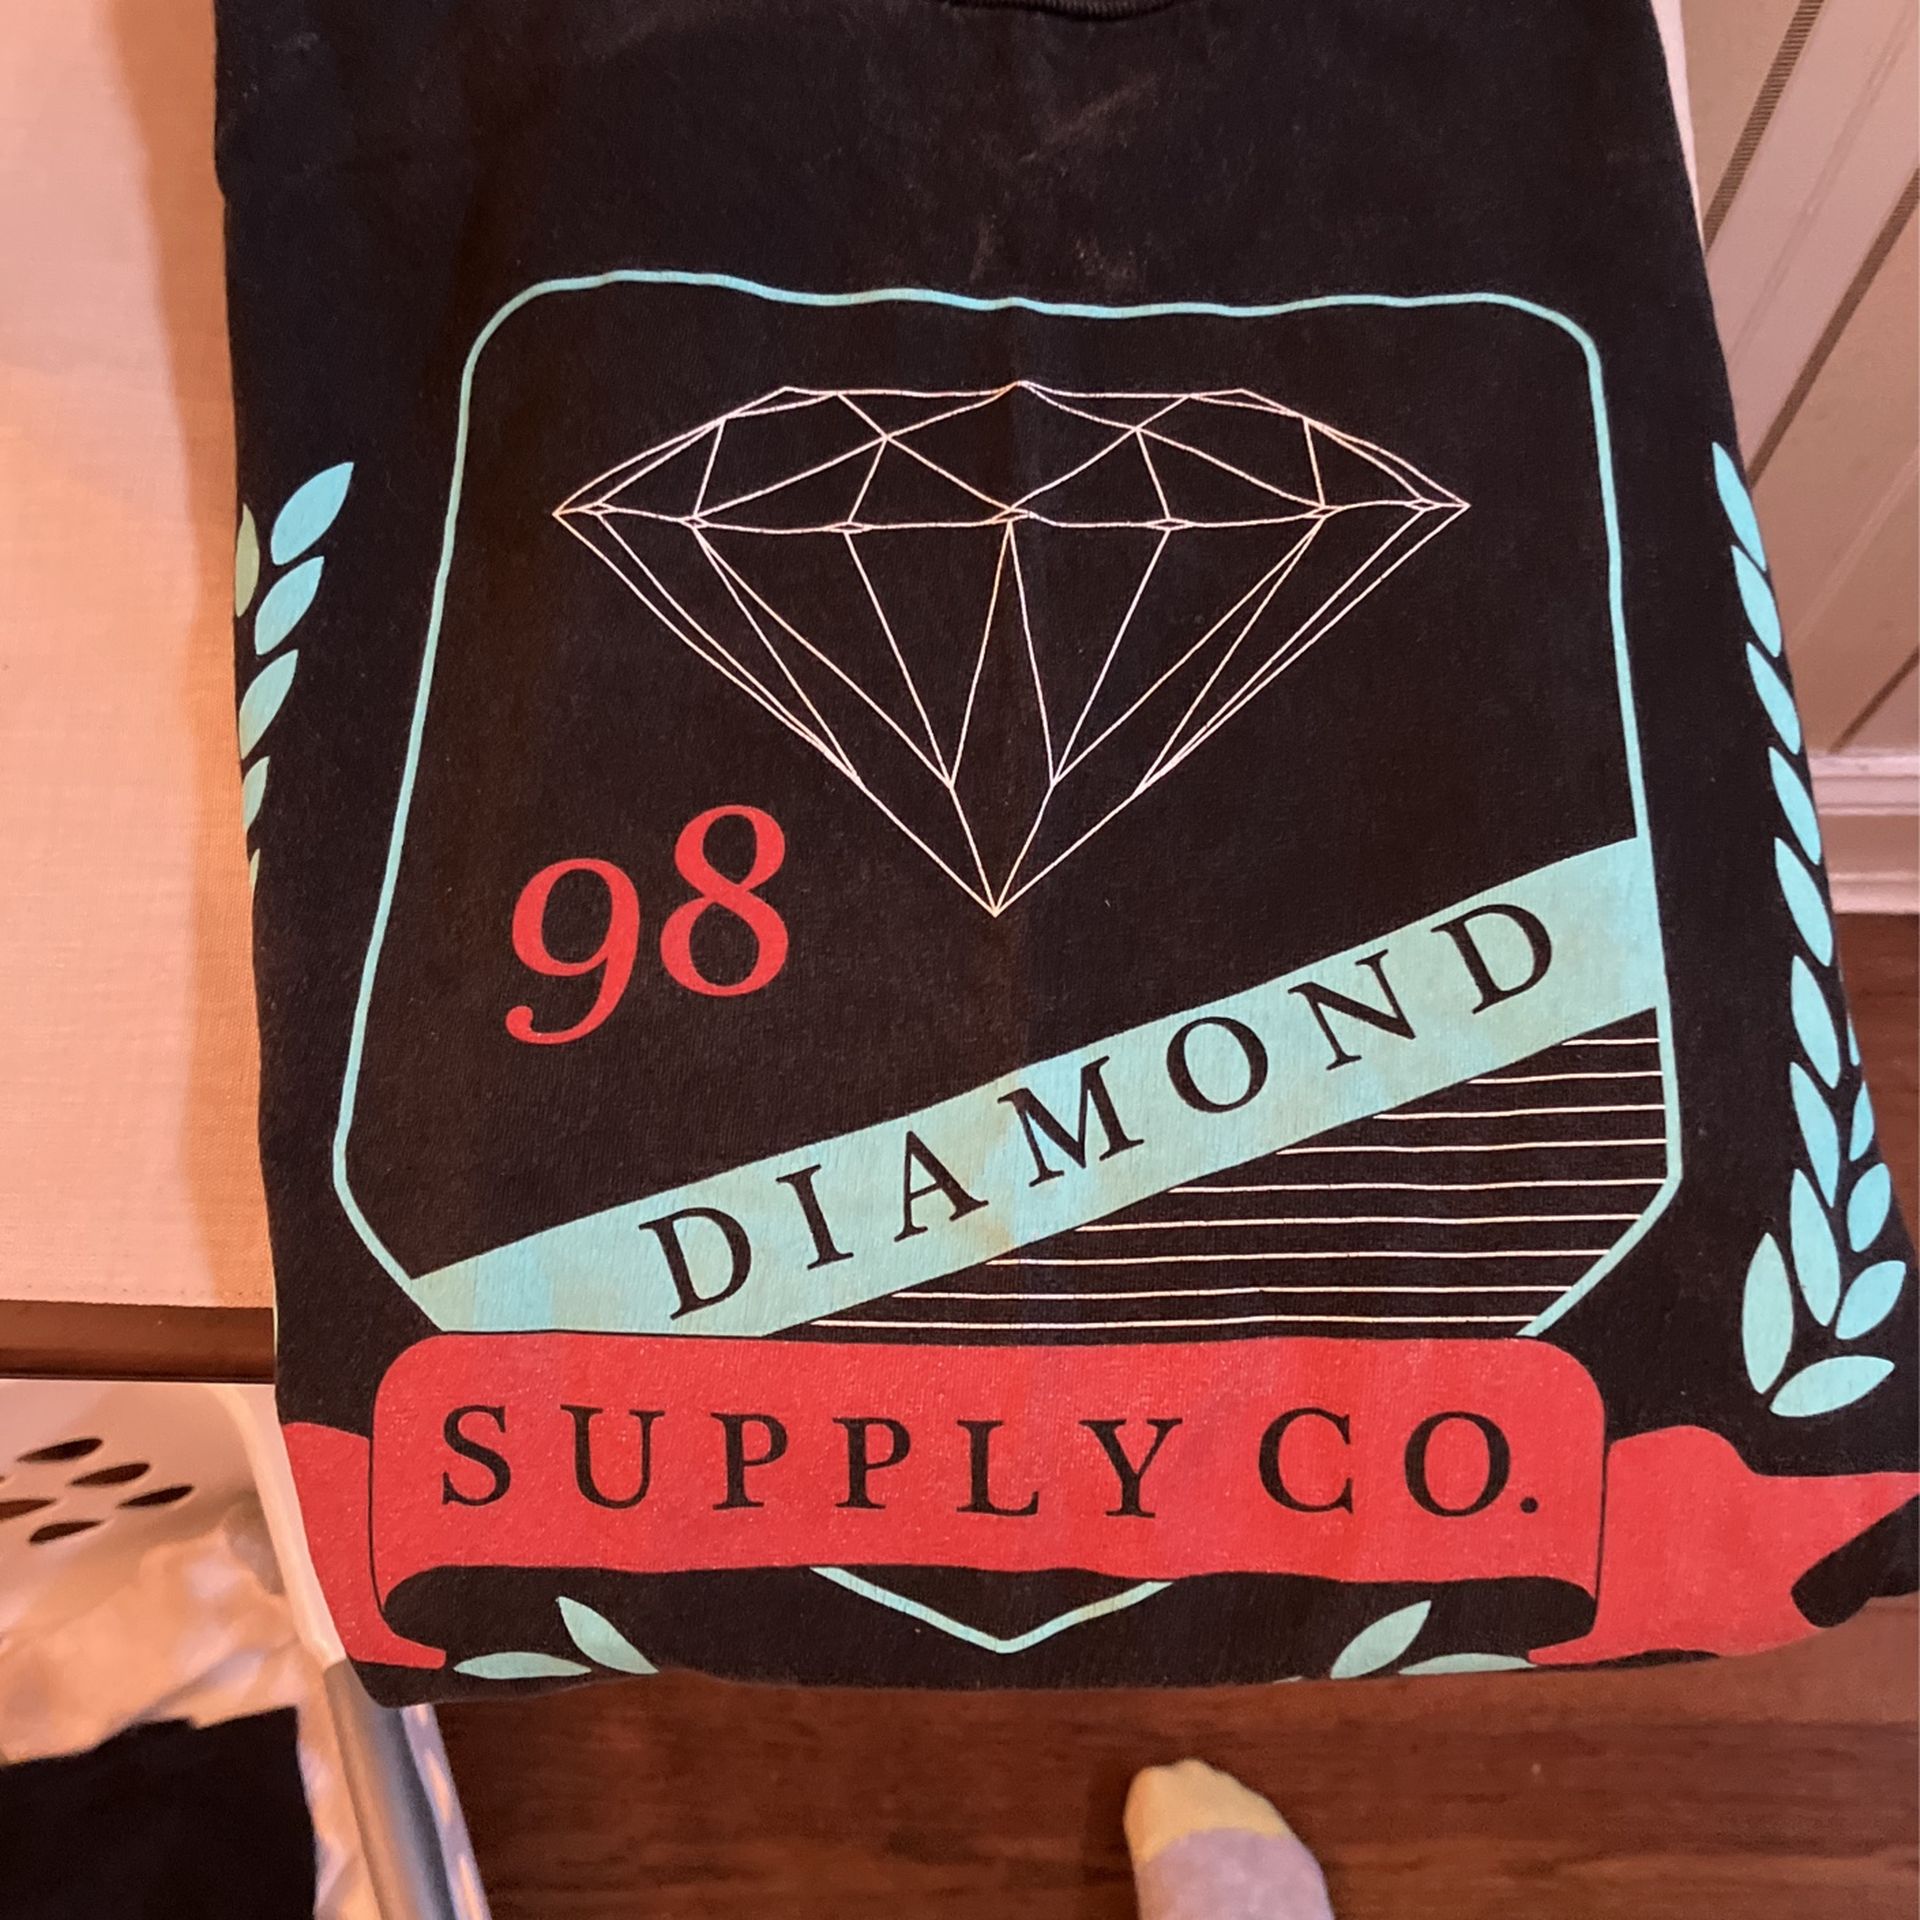 98
DIAMOND
SUPPLY CO.